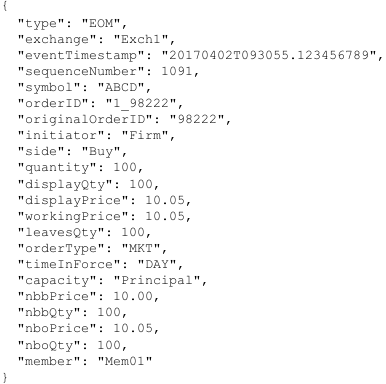 {
"type": "EOM",
"exchange": "Exch1",
"eventTimestamp": "20170402T093055.123456789",
"sequenceNumber": 1091,
"symbol": "ABCD",
"orderID": "1_98222",
"originalOrderID": "98222",
"initiator": "Firm",
"side": "Buy",
"quantity": 100,
"displayQty": 100,
"displayPrice": 10.05,
"workingPrice": 10.05,
"leavesQty": 100,
"orderType": "MKT",
"timeInForce": "DAY",
"capacity": "Principal",
"nbbPrice": 10.00,
"nbbQty": 100,
"nboPrice": 10.05,
"nboQty": 100,
"member": "Mem01"
}